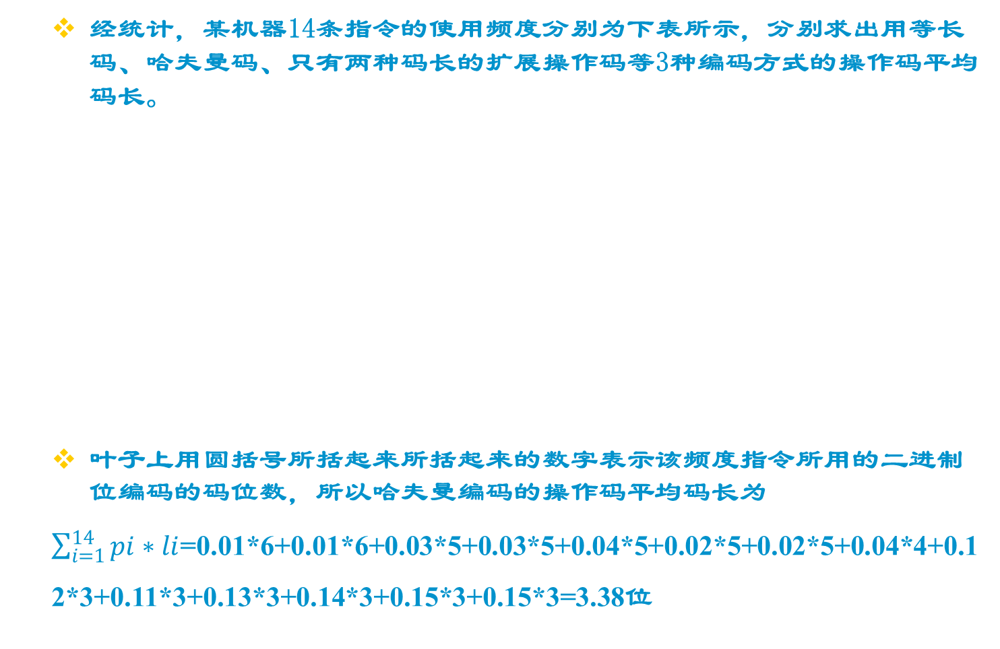 经统计，某机器14条指令的使用频度分别为下表所示，分别求出用等长
码、哈夫曼码、只有两种码长的扩展操作码等3种编码方式的操作码平均
码长。
叶子上用圆括号所括起来所括起来的数字表示该频度指令所用的二进制
位编码的码位数，所以哈夫曼编码的操作码平均码长为
∑_{i=1}^{14} pi ∗ li=0.01*6+0.01*6+0.03*5+0.03*5+0.04*5+0.02*5+0.02*5+0.04*4+0.1
2*3+0.11*3+0.13*3+0.14*3+0.15*3+0.15*3=3.38位